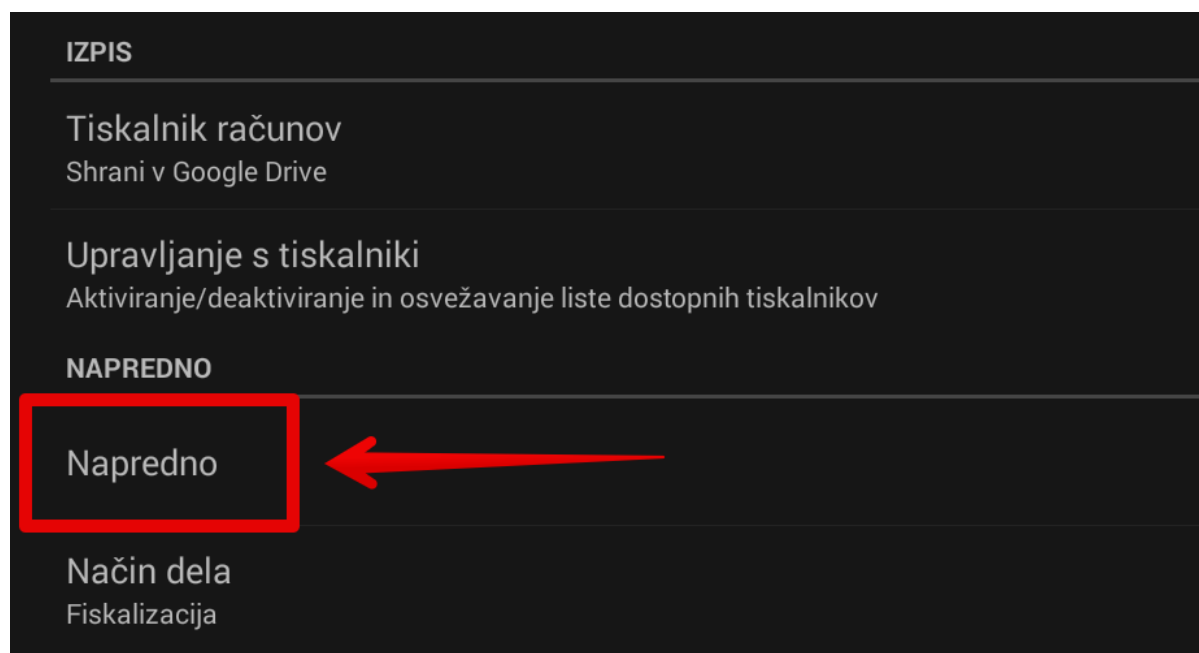 IZPIS
Tiskalnik računov
Shrani v Google Drive
Upravljanje s tiskalniki
Aktiviranje/deaktiviranje in osvežavanje liste dostopnih tiskalnikov
NAPREDNO
Napredno
Način dela
Fiskalizacija